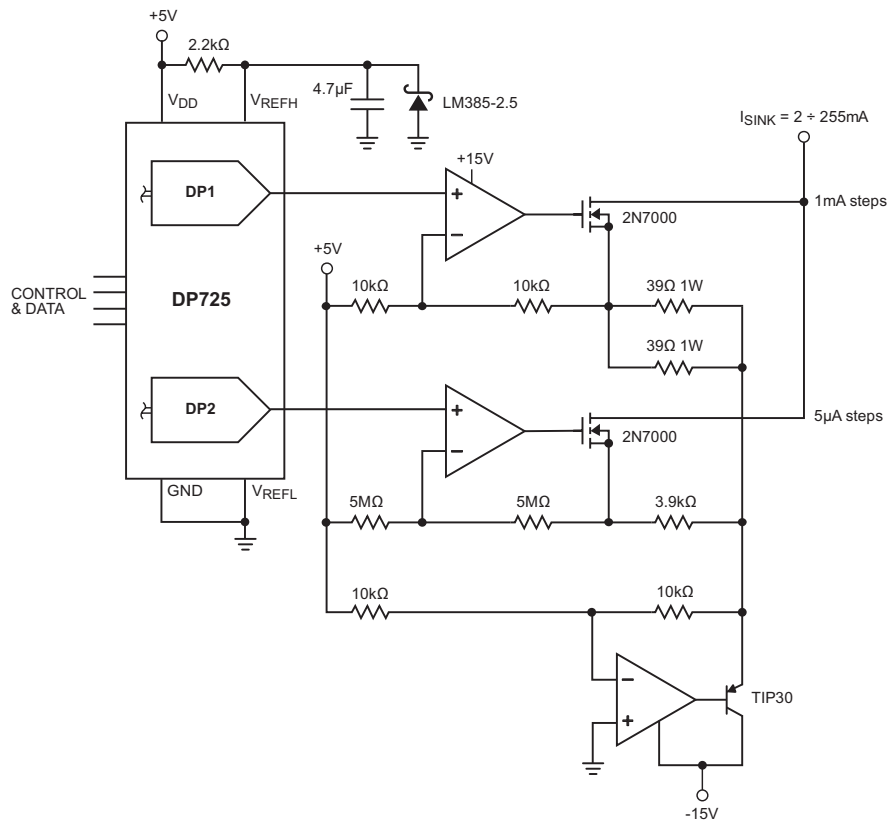 +5V
2.2kΩ
VDD
VREFH
4.7µF
LM385-2.5
ISINK = 2 ÷ 255mA
+15V
DP1
+
−
2N7000
1mA steps
+5V
10kΩ
10kΩ
39Ω 1W
CONTROL
& DATA
DP725
39Ω 1W
DP2
+
−
2N7000
5µA steps
GND
VREFL
5MΩ
5MΩ
3.9kΩ
10kΩ
10kΩ
−
+
TIP30
-15V